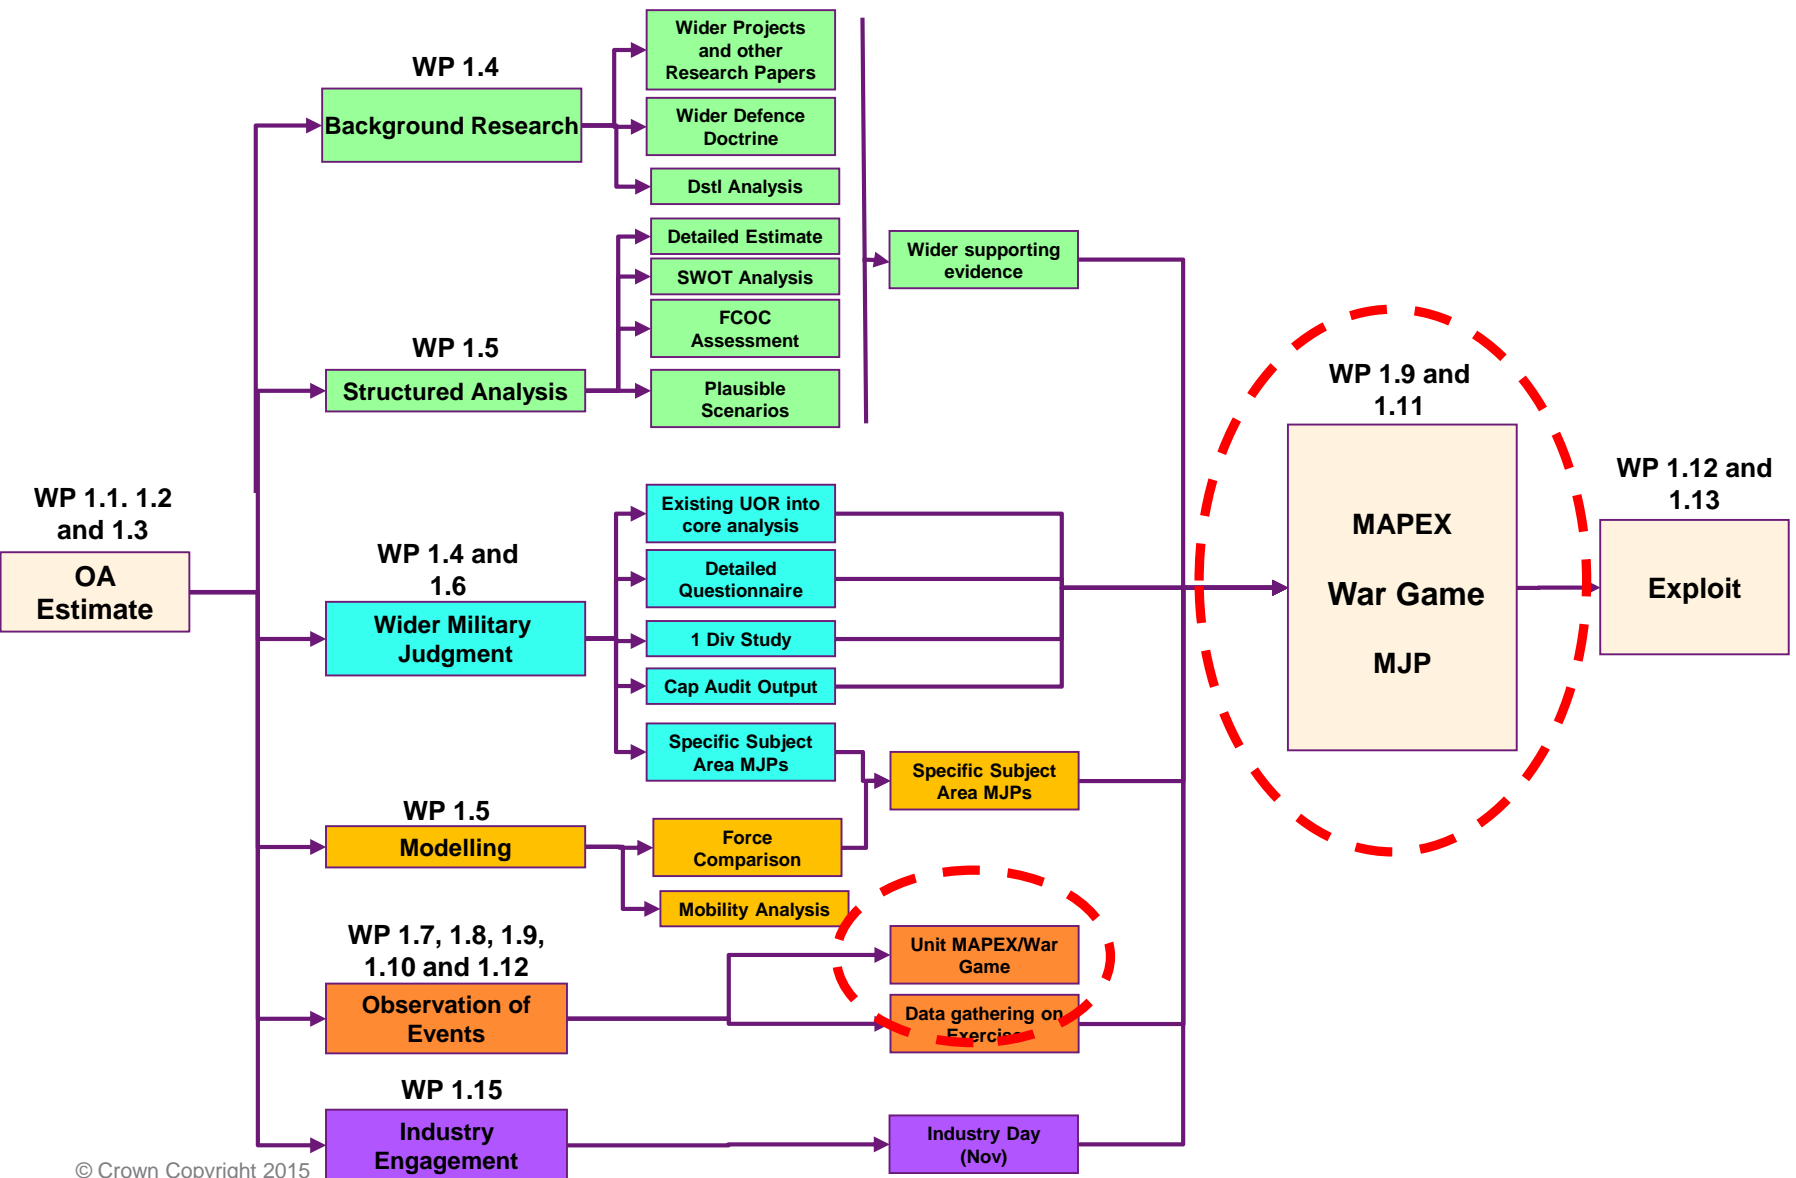 WP 1.4
Background Research
Wider Projects
and other
Research Papers
Wider Defence
Doctrine
Dstl Analysis
WP 1.5
Structured Analysis
Detailed Estimate
SWOT Analysis
FCOC
Assessment
Plausible
Scenarios
Wider supporting
evidence
WP 1.1. 1.2
and 1.3
OA
Estimate
WP 1.4 and
1.6
Wider Military
Judgment
Existing UOR into
core analysis
Detailed
Questionnaire
1 Div Study
Cap Audit Output
Specific Subject
Area MJPs
Specific Subject
Area MJPs
WP 1.5
Modelling
Force
Comparison
Mobility Analysis
WP 1.7, 1.8, 1.9,
1.10 and 1.12
Observation of
Events
Unit MAPEX/War
Game
Data gathering on
Exercise
WP 1.15
Industry
Engagement
Industry Day
(Nov)
WP 1.9 and
1.11
MAPEX
War Game
MJP
WP 1.12 and
1.13
Exploit
© Crown Copyright 2015